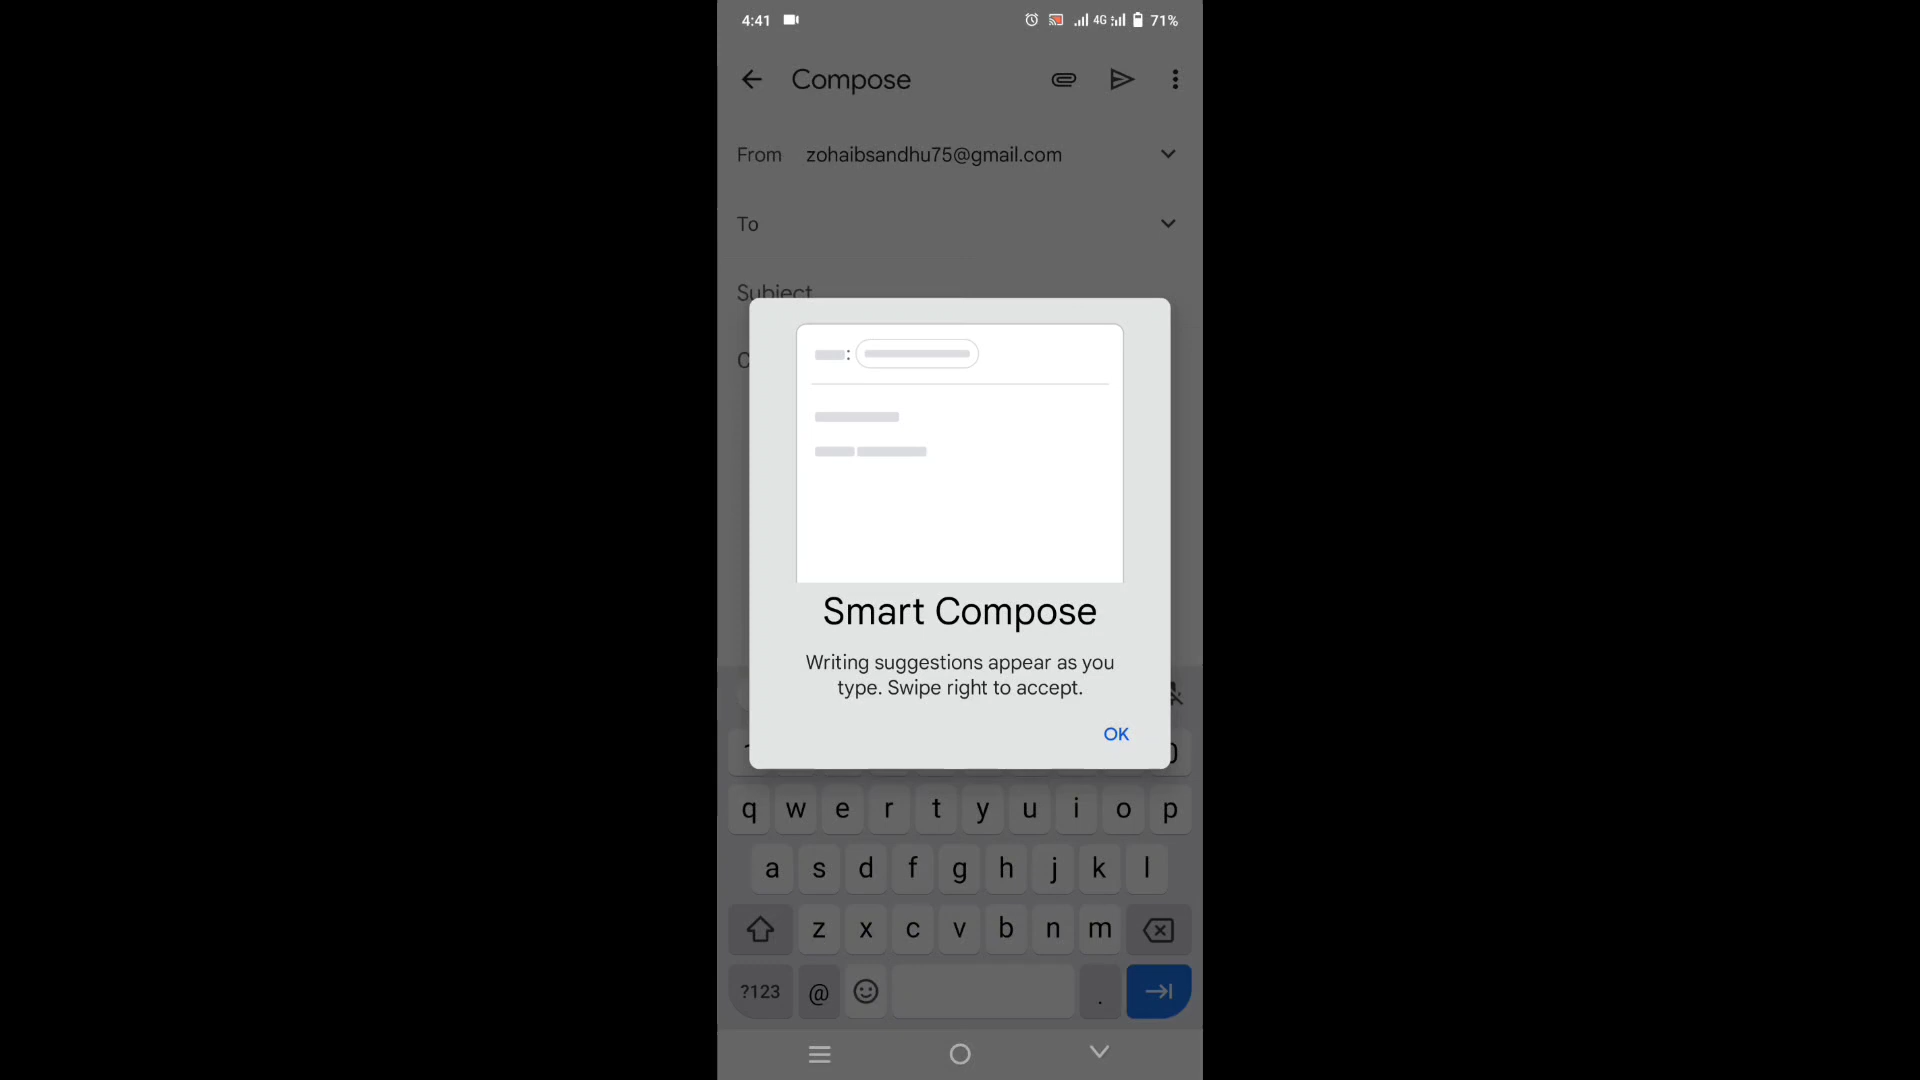 4:41 4G 71%
Compose
From zohaibsandhu75@gmail.com
To
Subject
C
:
Smart Compose
Writing suggestions appear as you
type. Swipe right to accept.
OK
q w e r t y u i o p
a s d f g h j k l
z x c v b n m
?123 @ .